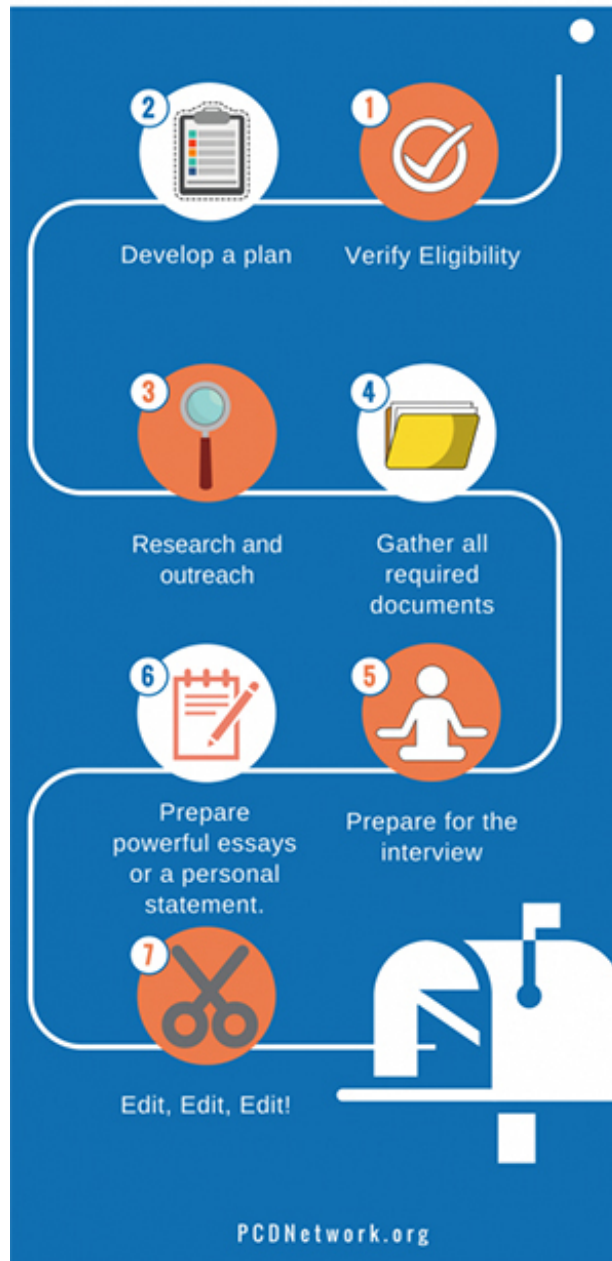 1
Verify Eligibility
2
Develop a plan
3
Research and
outreach
4
Gather all
required
documents
5
Prepare for the
interview
6
Prepare
powerful essays
or a personal
statement.
7
Edit, Edit, Edit!
PCDNetwork.org